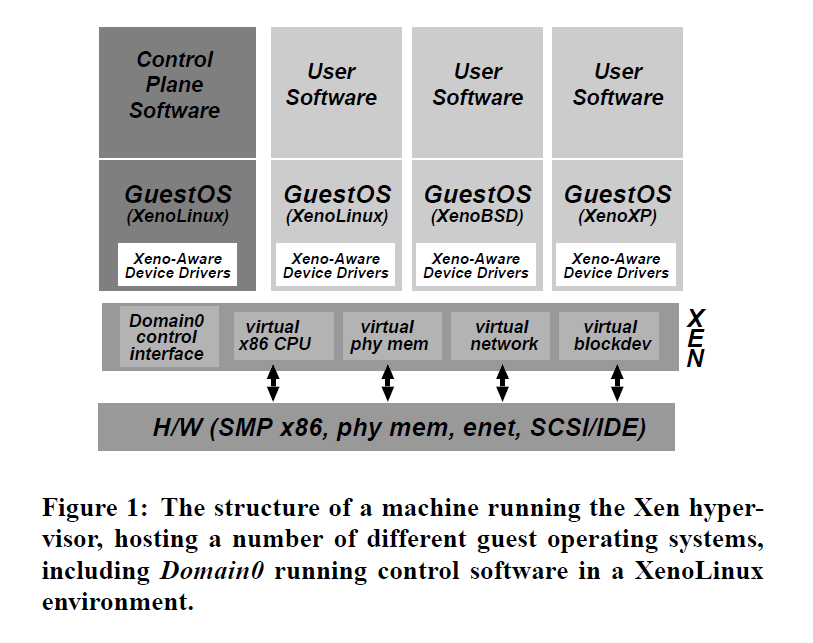 Control
Plane
Software
User
Software
User
Software
User
Software
GuestOS
(XenoLinux)
GuestOS
(XenoLinux)
GuestOS
(XenoBSD)
GuestOS
(XenoXP)
Xeno-Aware
Device Drivers
Xeno-Aware
Device Drivers
Xeno-Aware
Device Drivers
Xeno-Aware
Device Drivers
Domain0
control
interface
virtual
x86 CPU
virtual
phy mem
virtual
network
virtual
blockdev
X
E
N
H/W (SMP x86, phy mem, enet, SCSI/IDE)
Figure 1: The structure of a machine running the Xen hyper-
visor, hosting a number of different guest operating systems,
including Domain0 running control software in a XenoLinux
environment.